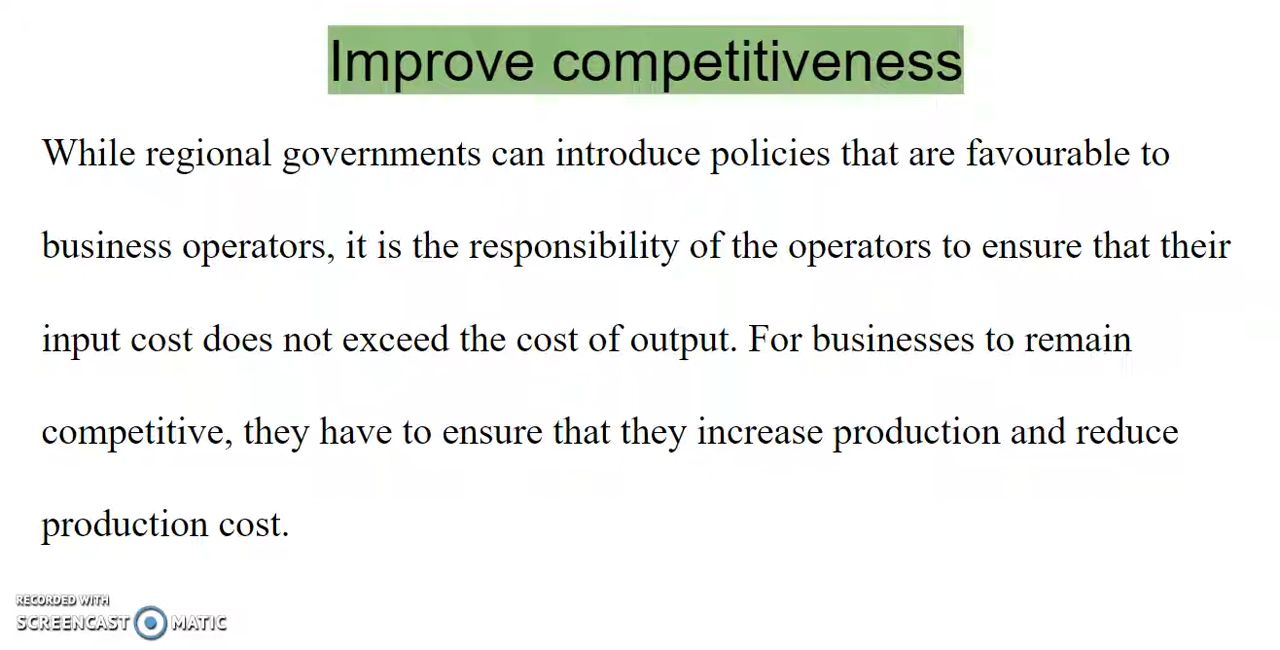 Improve competitiveness
While regional governments can introduce policies that are favourable to
business operators, it is the responsibility of the operators to ensure that their
input cost does not exceed the cost of output. For businesses to remain
competitive, they have to ensure that they increase production and reduce
production cost.
RECORDED WITH
SCREENCAST MATIC